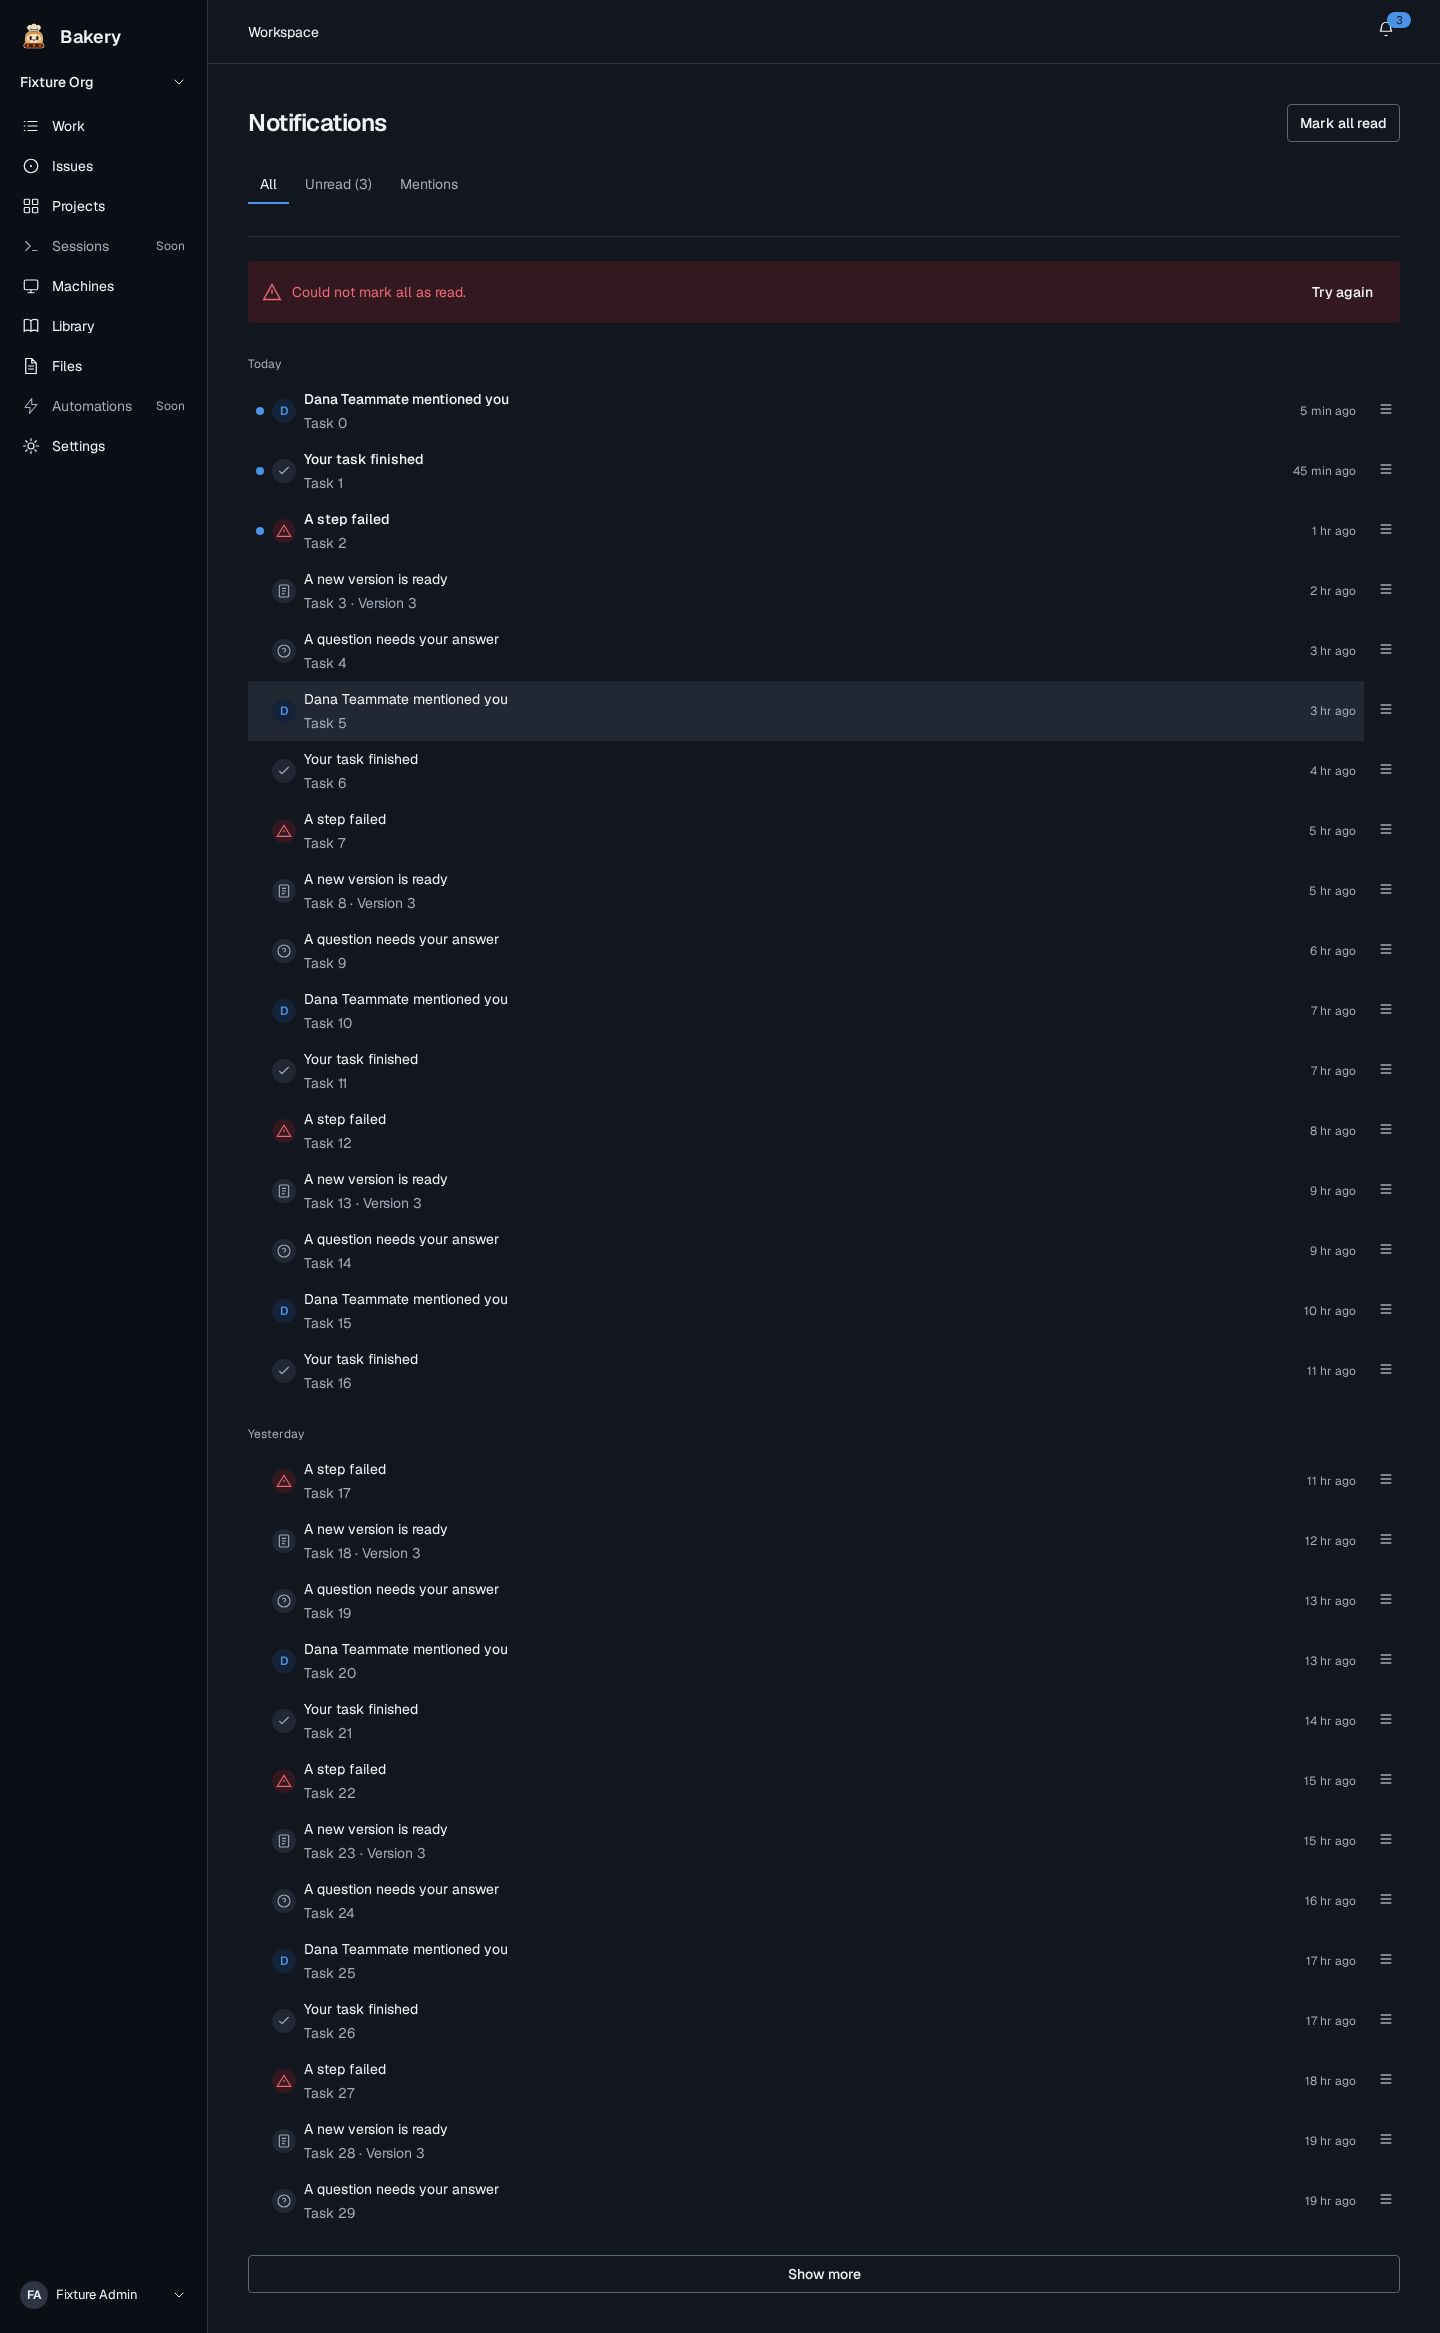 Bakery
Fixture Org
Work
Issues
Projects
Sessions Soon
Machines
Library
Files
Automations Soon
Settings
FA Fixture Admin
Workspace
3
Notifications
Mark all read
All Unread (3) Mentions
Could not mark all as read. Try again
Today
D Dana Teammate mentioned you
Task 0
5 min ago
Your task finished
Task 1
45 min ago
A step failed
Task 2
1 hr ago
A new version is ready
Task 3 · Version 3
2 hr ago
A question needs your answer
Task 4
3 hr ago
D Dana Teammate mentioned you
Task 5
3 hr ago
Your task finished
Task 6
4 hr ago
A step failed
Task 7
5 hr ago
A new version is ready
Task 8 · Version 3
5 hr ago
A question needs your answer
Task 9
6 hr ago
D Dana Teammate mentioned you
Task 10
7 hr ago
Your task finished
Task 11
7 hr ago
A step failed
Task 12
8 hr ago
A new version is ready
Task 13 · Version 3
9 hr ago
A question needs your answer
Task 14
9 hr ago
D Dana Teammate mentioned you
Task 15
10 hr ago
Your task finished
Task 16
11 hr ago
Yesterday
A step failed
Task 17
11 hr ago
A new version is ready
Task 18 · Version 3
12 hr ago
A question needs your answer
Task 19
13 hr ago
D Dana Teammate mentioned you
Task 20
13 hr ago
Your task finished
Task 21
14 hr ago
A step failed
Task 22
15 hr ago
A new version is ready
Task 23 · Version 3
15 hr ago
A question needs your answer
Task 24
16 hr ago
D Dana Teammate mentioned you
Task 25
17 hr ago
Your task finished
Task 26
17 hr ago
A step failed
Task 27
18 hr ago
A new version is ready
Task 28 · Version 3
19 hr ago
A question needs your answer
Task 29
19 hr ago
Show more